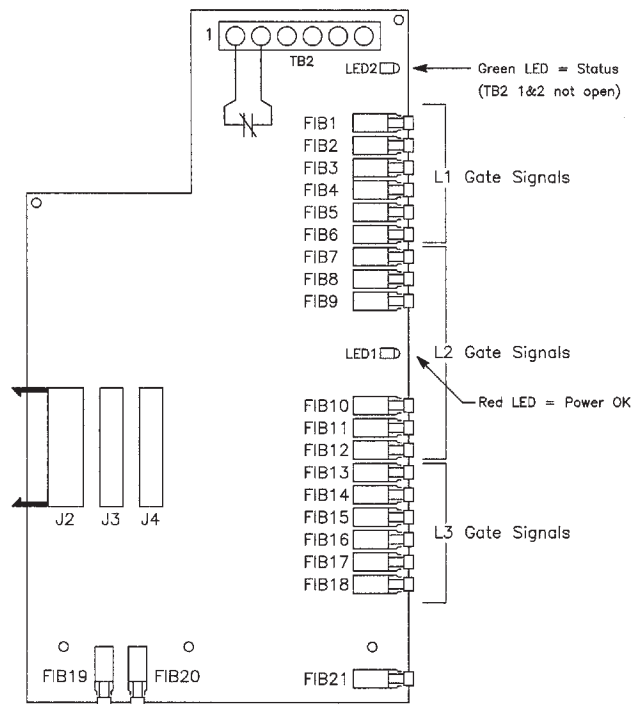 1
TB2
LED2
Green LED = Status
(TB2 1&2 not open)
FIB1
FIB2
FIB3
FIB4
FIB5
FIB6
L1 Gate Signals
FIB7
FIB8
FIB9
LED1
L2 Gate Signals
Red LED = Power OK
FIB10
FIB11
FIB12
FIB13
FIB14
FIB15
FIB16
FIB17
FIB18
L3 Gate Signals
J2
J3
J4
FIB19
FIB20
FIB21